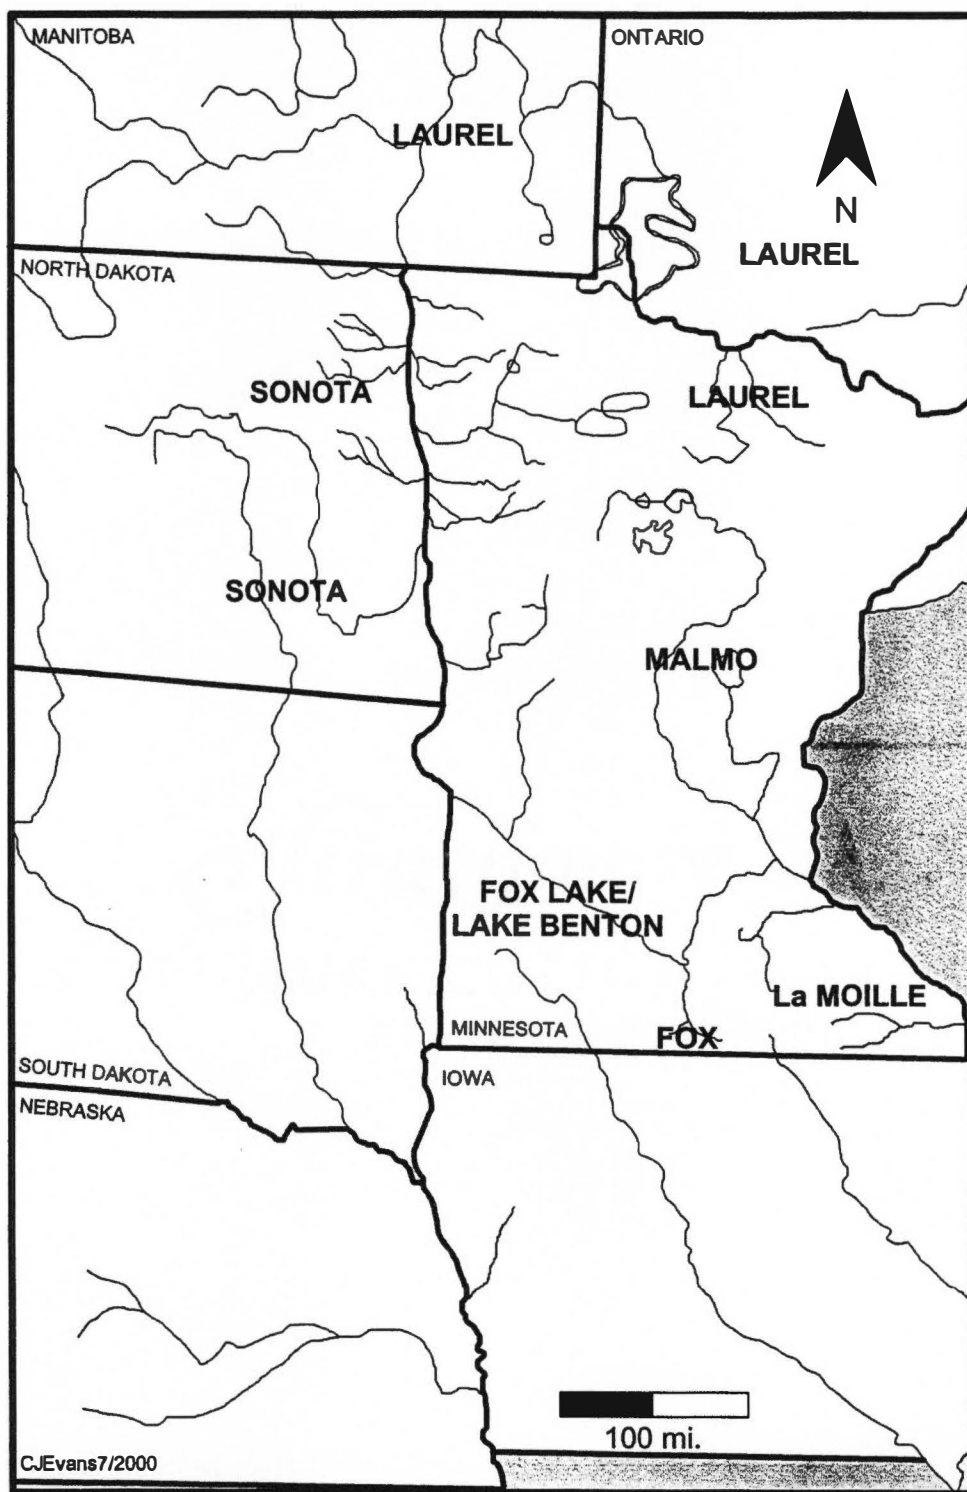 MANITOBA
ONTARIO
LAUREL
N
LAUREL
NORTH DAKOTA
SONOTA
LAUREL
SONOTA
MALMO
FOX LAKE/
LAKE BENTON
La MOILLE
MINNESOTA
FOX
SOUTH DAKOTA
IOWA
NEBRASKA
100 mi.
CJEvans7/2000